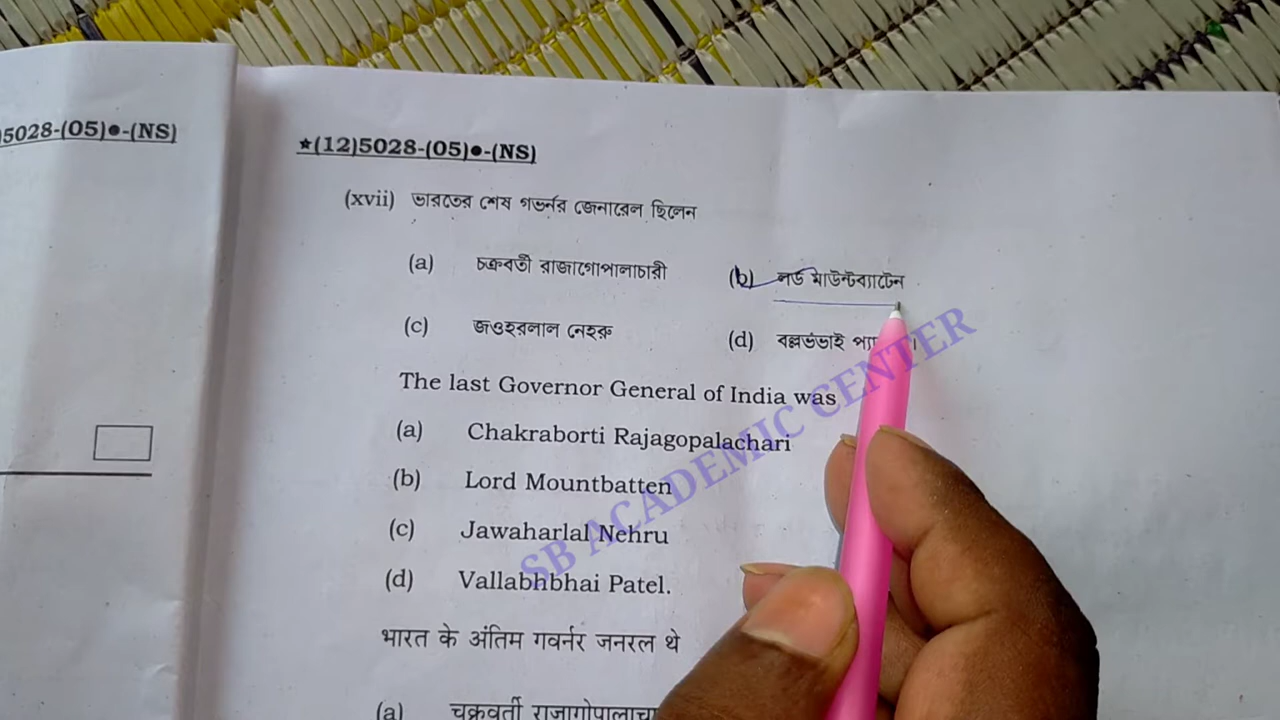 5028-(05)●-(NS)
★(12)5028-(05)●-(NS)
(xvii) ভারতের শেষ গভর্নর জেনারেল ছিলেন
(a) চক্রবর্তী রাজাগোপালাচারী (b) লর্ড মাউন্টব্যাটেন
(c) জওহরলাল নেহরু (d) বল্লভভাই
The last Governor General of India was
(a) Chakraborti Rajagopalachari
(b) Lord Mountbatten
(c) Jawaharlal Nehru
(d) Vallabhbhai Patel.
SB ACADEMIC CENTER
भारत के अंतिम गवर्नर जनरल थे
(a) चक्रवर्ती